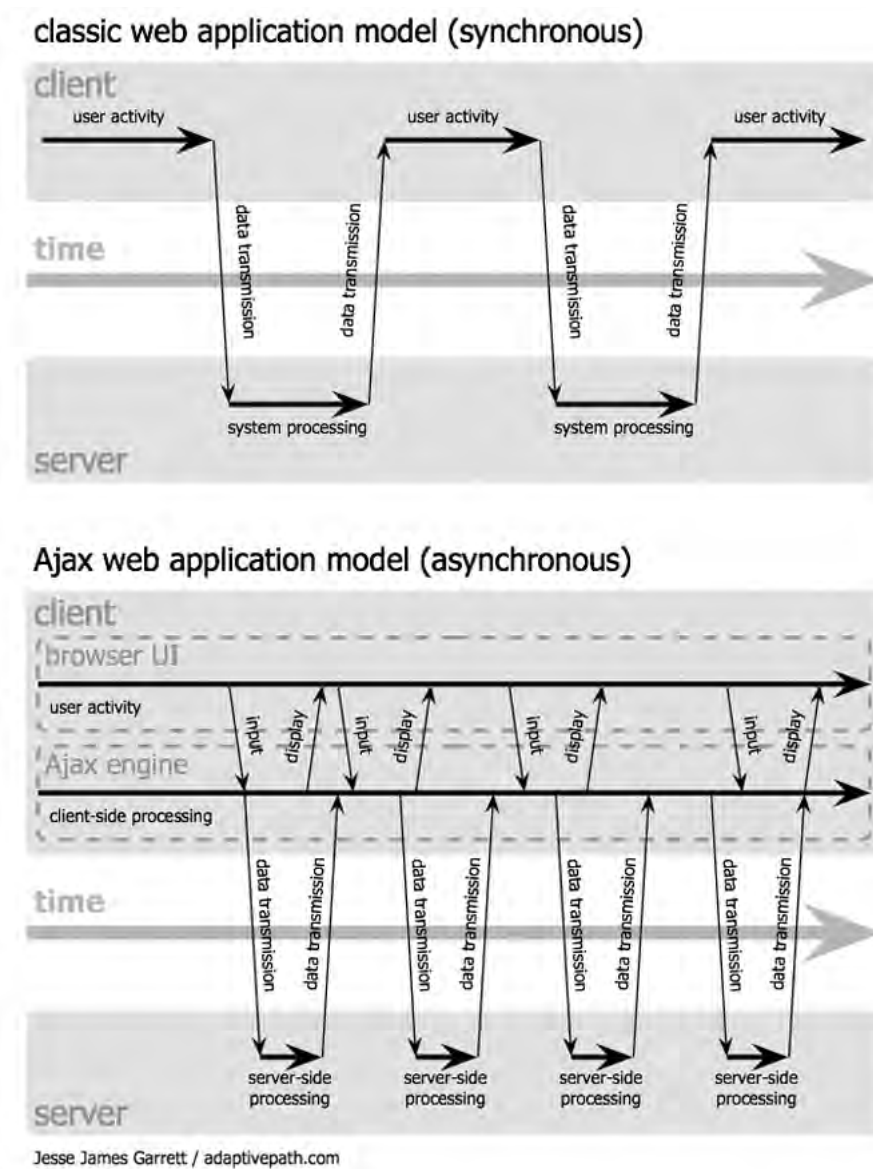 classic web application model (synchronous)
client
user activity
user activity
user activity
data transmission
data transmission
data transmission
data transmission
time
system processing
system processing
server
Ajax web application model (asynchronous)
client
browser UI
user activity
input
display
input
display
input
display
input
display
Ajax engine
client-side processing
data transmission
data transmission
data transmission
data transmission
data transmission
data transmission
data transmission
data transmission
time
server-side
processing
server-side
processing
server-side
processing
server-side
processing
server
Jesse James Garrett / adaptivepath.com